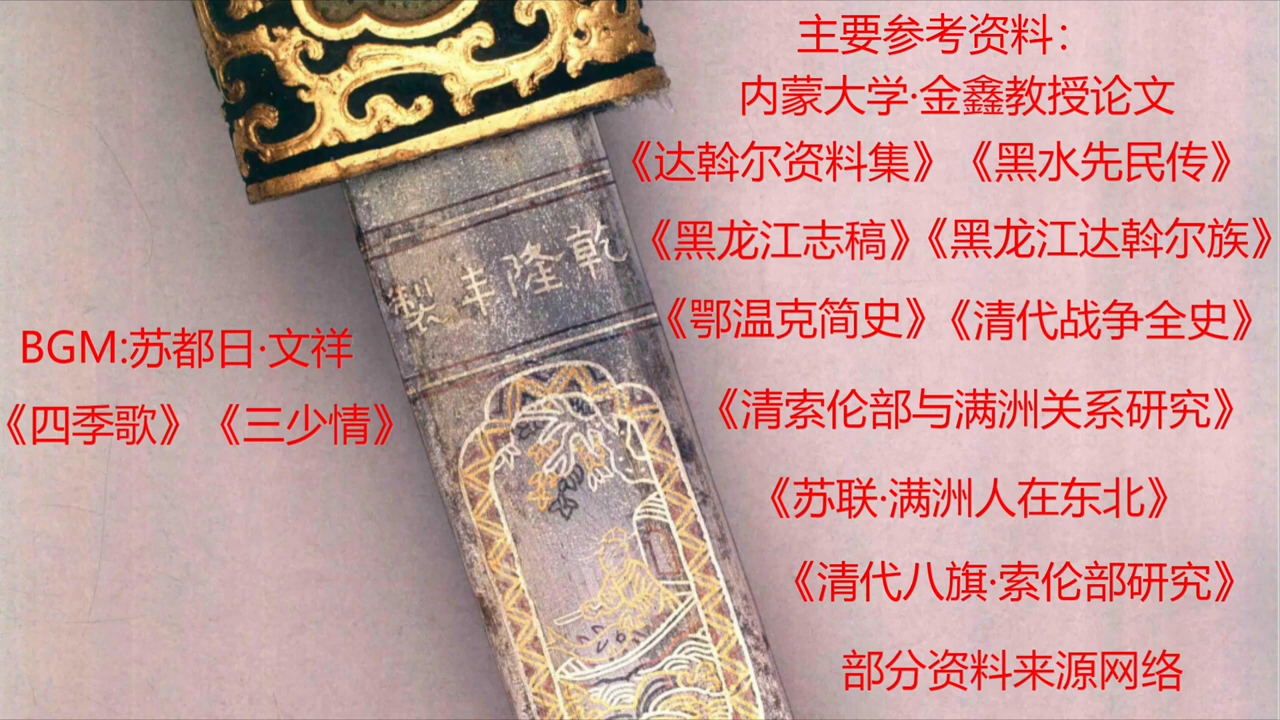 主要参考资料：
内蒙大学·金鑫教授论文
《达斡尔资料集》《黑水先民传》
《黑龙江志稿》《黑龙江达斡尔族》
《鄂温克简史》《清代战争全史》
《清索伦部与满洲关系研究》
《苏联·满洲人在东北》
《清代八旗·索伦部研究》
部分资料来源网络
BGM:苏都日·文祥
《四季歌》《三少情》
乾隆年製